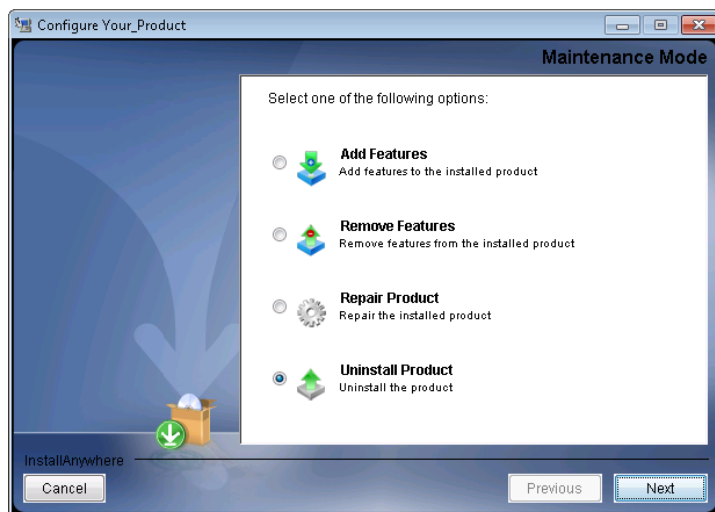 Configure Your_Product
Maintenance Mode
Select one of the following options:
Add Features
Add features to the installed product
Remove Features
Remove features from the installed product
Repair Product
Repair the installed product
Uninstall Product
Uninstall the product
InstallAnywhere
Cancel
Previous
Next